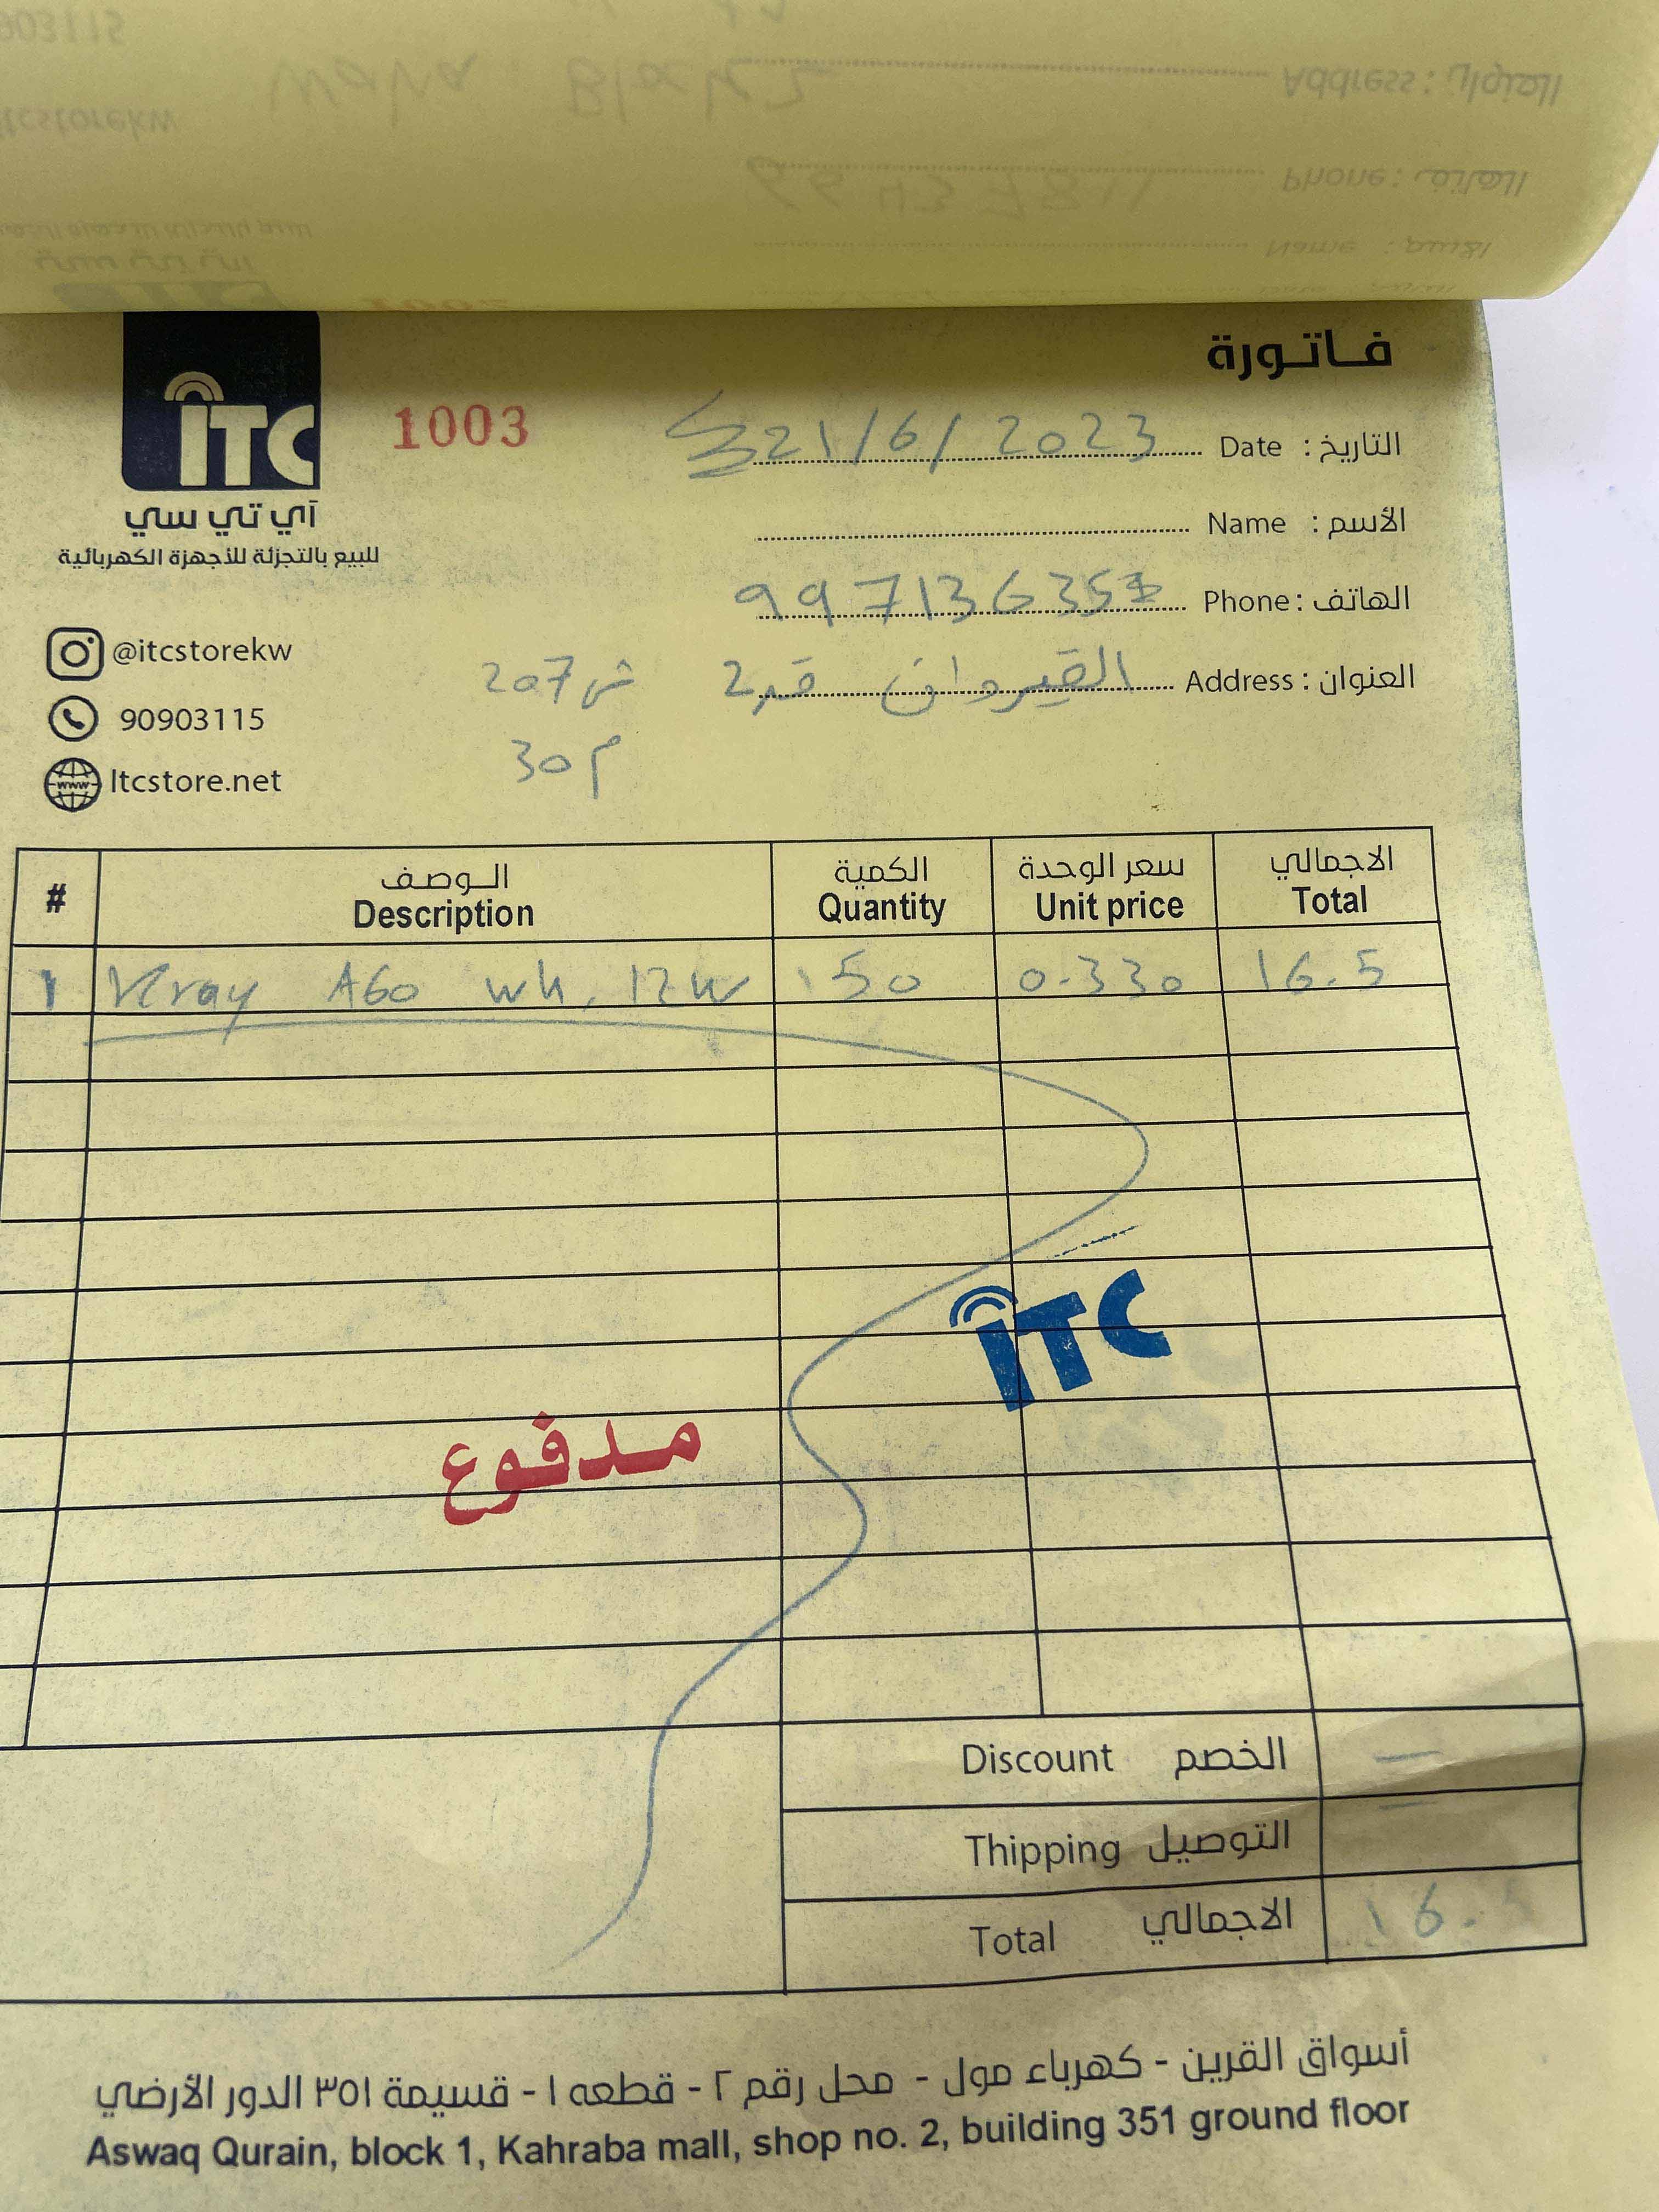 فاتورة
ITC
1003
آي تي سي
للبيع بالتجزئة للأجهزة الكهربائية
التاريخ : Date 21/6/2023
الأسم : Name
الهاتف : Phone 99713635
العنوان : Address القيروان ق2 ش 207
م 30
@itcstorekw
90903115
Itcstore.net
# الوصف الكمية سعر الوحدة الاجمالي
Description Quantity Unit price Total
1 Vray A60 wh. 12w 50 0.330 16.5
ITC
مدفوع
Discount الخصم —
Thipping التوصيل —
Total الاجمالي 16.5
أسواق القرين - كهرباء مول - محل رقم ٢ - قطعه ١ - قسيمة ٣٥١ الدور الأرضي
Aswaq Qurain, block 1, Kahraba mall, shop no. 2, building 351 ground floor